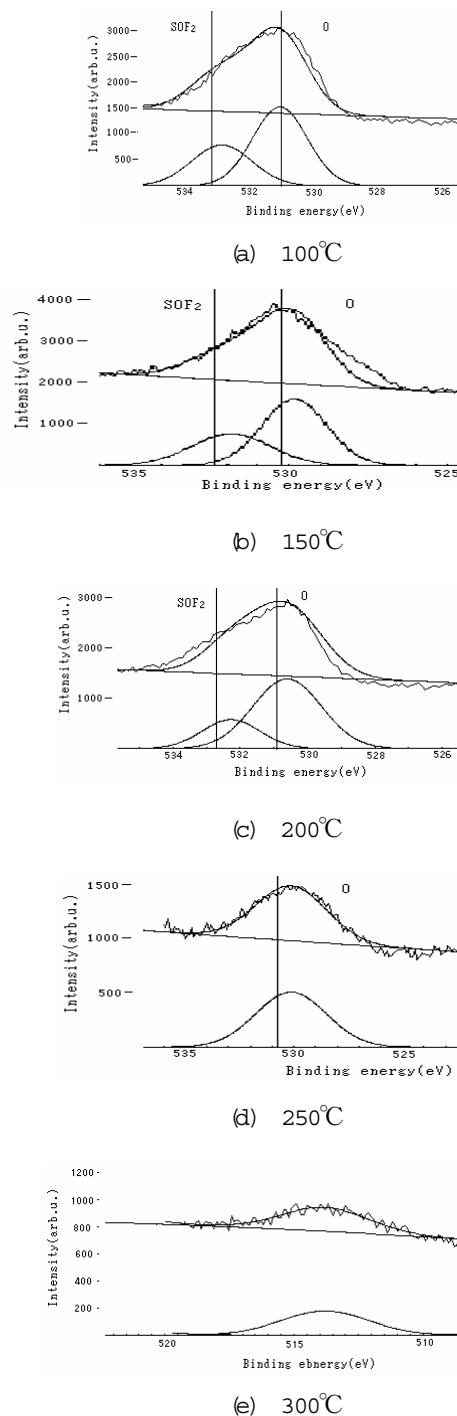 SOF₂ O
3000
2500
2000
1500
1000
500
Intensity(arb.u.)
534 532 530 528 526
Binding energy(eV)
(a) 100℃
4000
SOF₂ O
3000
2000
1000
Intensity(arb.u.)
535 530 525
Binding energy(eV)
(b) 150℃
3000
SOF₂ O
2000
1000
Intensity(arb.u.)
534 532 530 528 526
Binding energy(eV)
(c) 200℃
1500
O
1000
500
Intensity(arb.u.)
535 530 525
Binding energy(eV)
(d) 250℃
1200
1000
800
600
400
200
Intensity(arb.u.)
520 515 510
Binding ebnergy(eV)
(e) 300℃